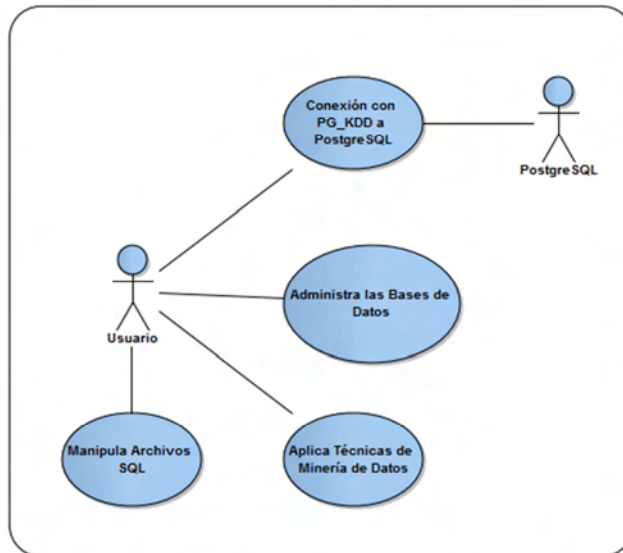 Conexión con
PG_KDD a
PostgreSQL
PostgreSQL
Administra las Bases de
Datos
Usuario
Manipula Archivos
SQL
Aplica Técnicas de
Minería de Datos